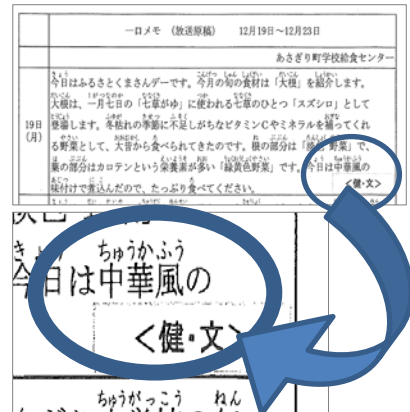 一口メモ (放送原稿) 12月19日～12月23日
あさぎり町学校給食センター
19日
(月)
今日はふるさとくまさんデーです。今月の旬の食材は「大根」を紹介します。
大根は、一月七日の「七草がゆ」に使われる七草のひとつ「スズシロ」として
登場します。冬枯れの季節に不足しがちなビタミンCやミネラルを補ってくれ
る野菜として、大昔から食べられてきたのです。根の部分は「淡色野菜」で、
葉の部分はカロテンという栄養素が多い「緑黄色野菜」です。今日は中華風の
味付けで煮込んだので、たっぷり食べてください。
<健・文>
きょう ちゅうかふう
今日は中華風の
<健・文>
ちゅうがっこう ねん